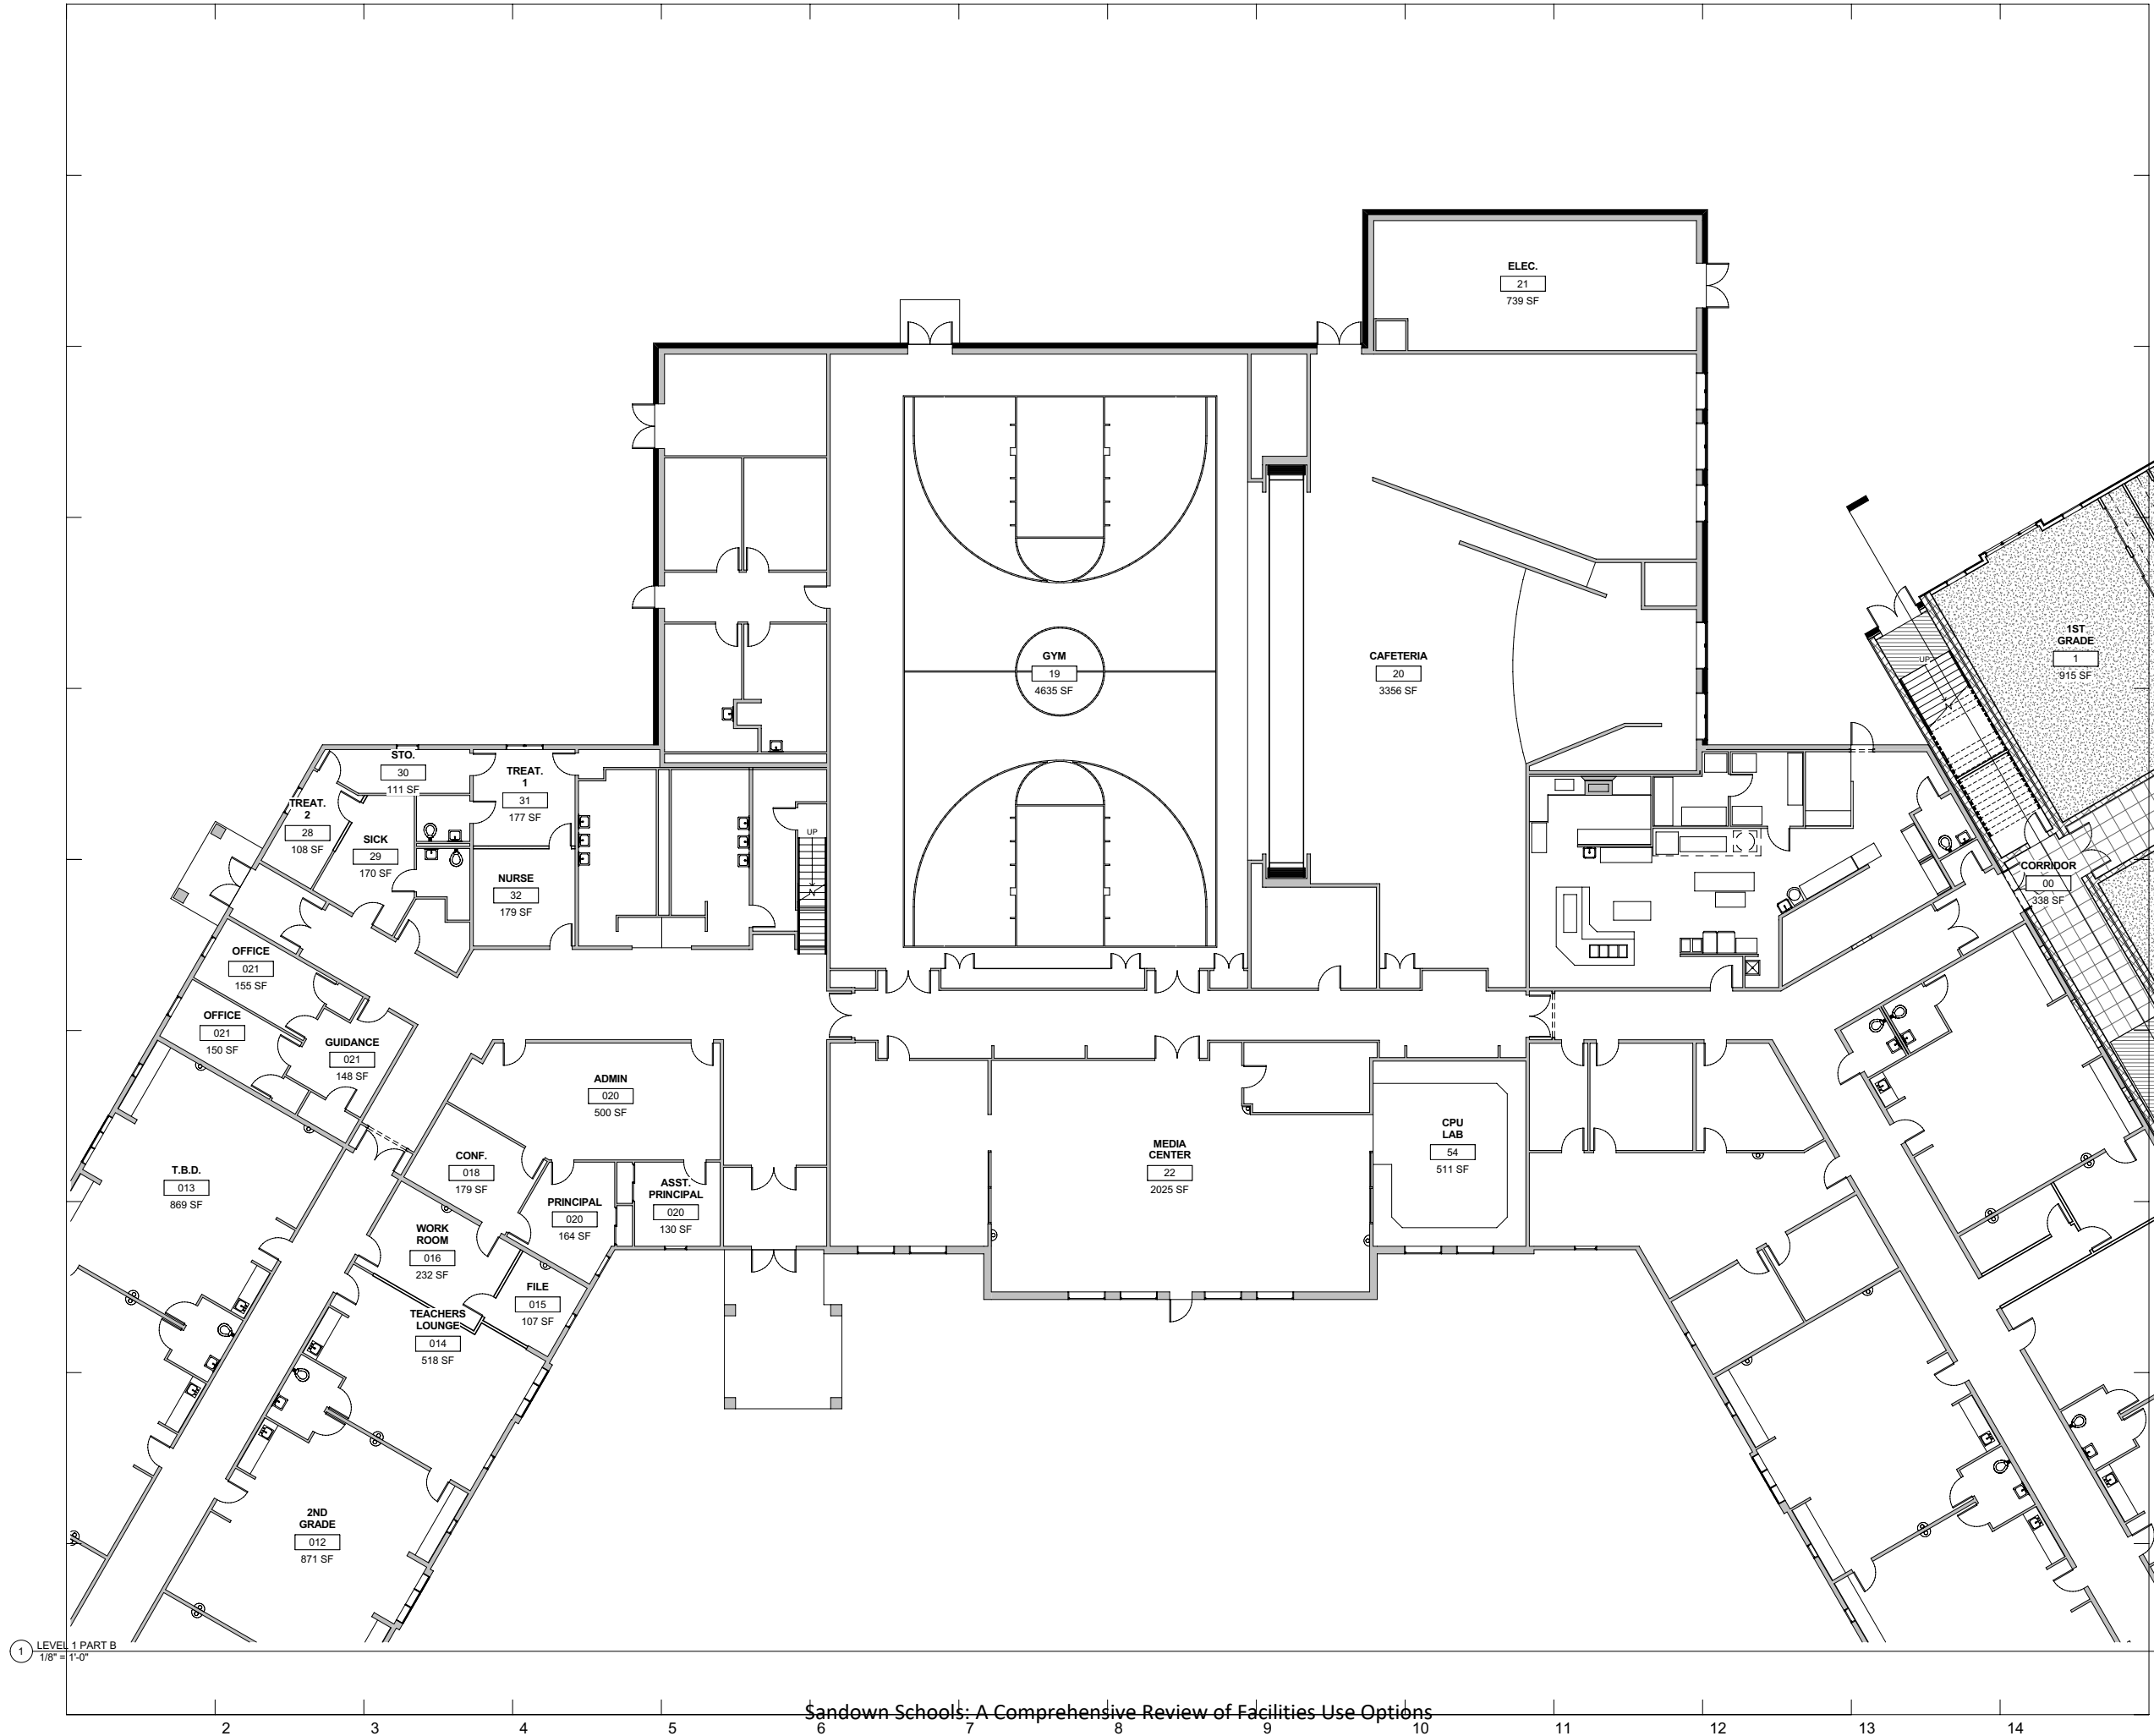 ELEC.
21
739 SF
GYM
19
4635 SF
CAFETERIA
20
3356 SF
1ST
GRADE
1
915 SF
UP
STO.
30
111 SF
TREAT.
1
31
177 SF
TREAT.
2
28
108 SF
SICK
29
170 SF
NURSE
32
179 SF
UP
CORRIDOR
00
338 SF
OFFICE
021
155 SF
OFFICE
021
150 SF
GUIDANCE
021
148 SF
ADMIN
020
500 SF
CONF.
018
179 SF
PRINCIPAL
020
164 SF
ASST.
PRINCIPAL
020
130 SF
MEDIA
CENTER
22
2025 SF
CPU
LAB
54
511 SF
T.B.D.
013
869 SF
WORK
ROOM
016
232 SF
FILE
015
107 SF
TEACHERS
LOUNGE
014
518 SF
2ND
GRADE
012
871 SF
1
LEVEL 1 PART B
1/8" = 1'-0"
Sandown Schools: A Comprehensive Review of Facilities Use Options
2 3 4 5 6 7 8 9 10 11 12 13 14